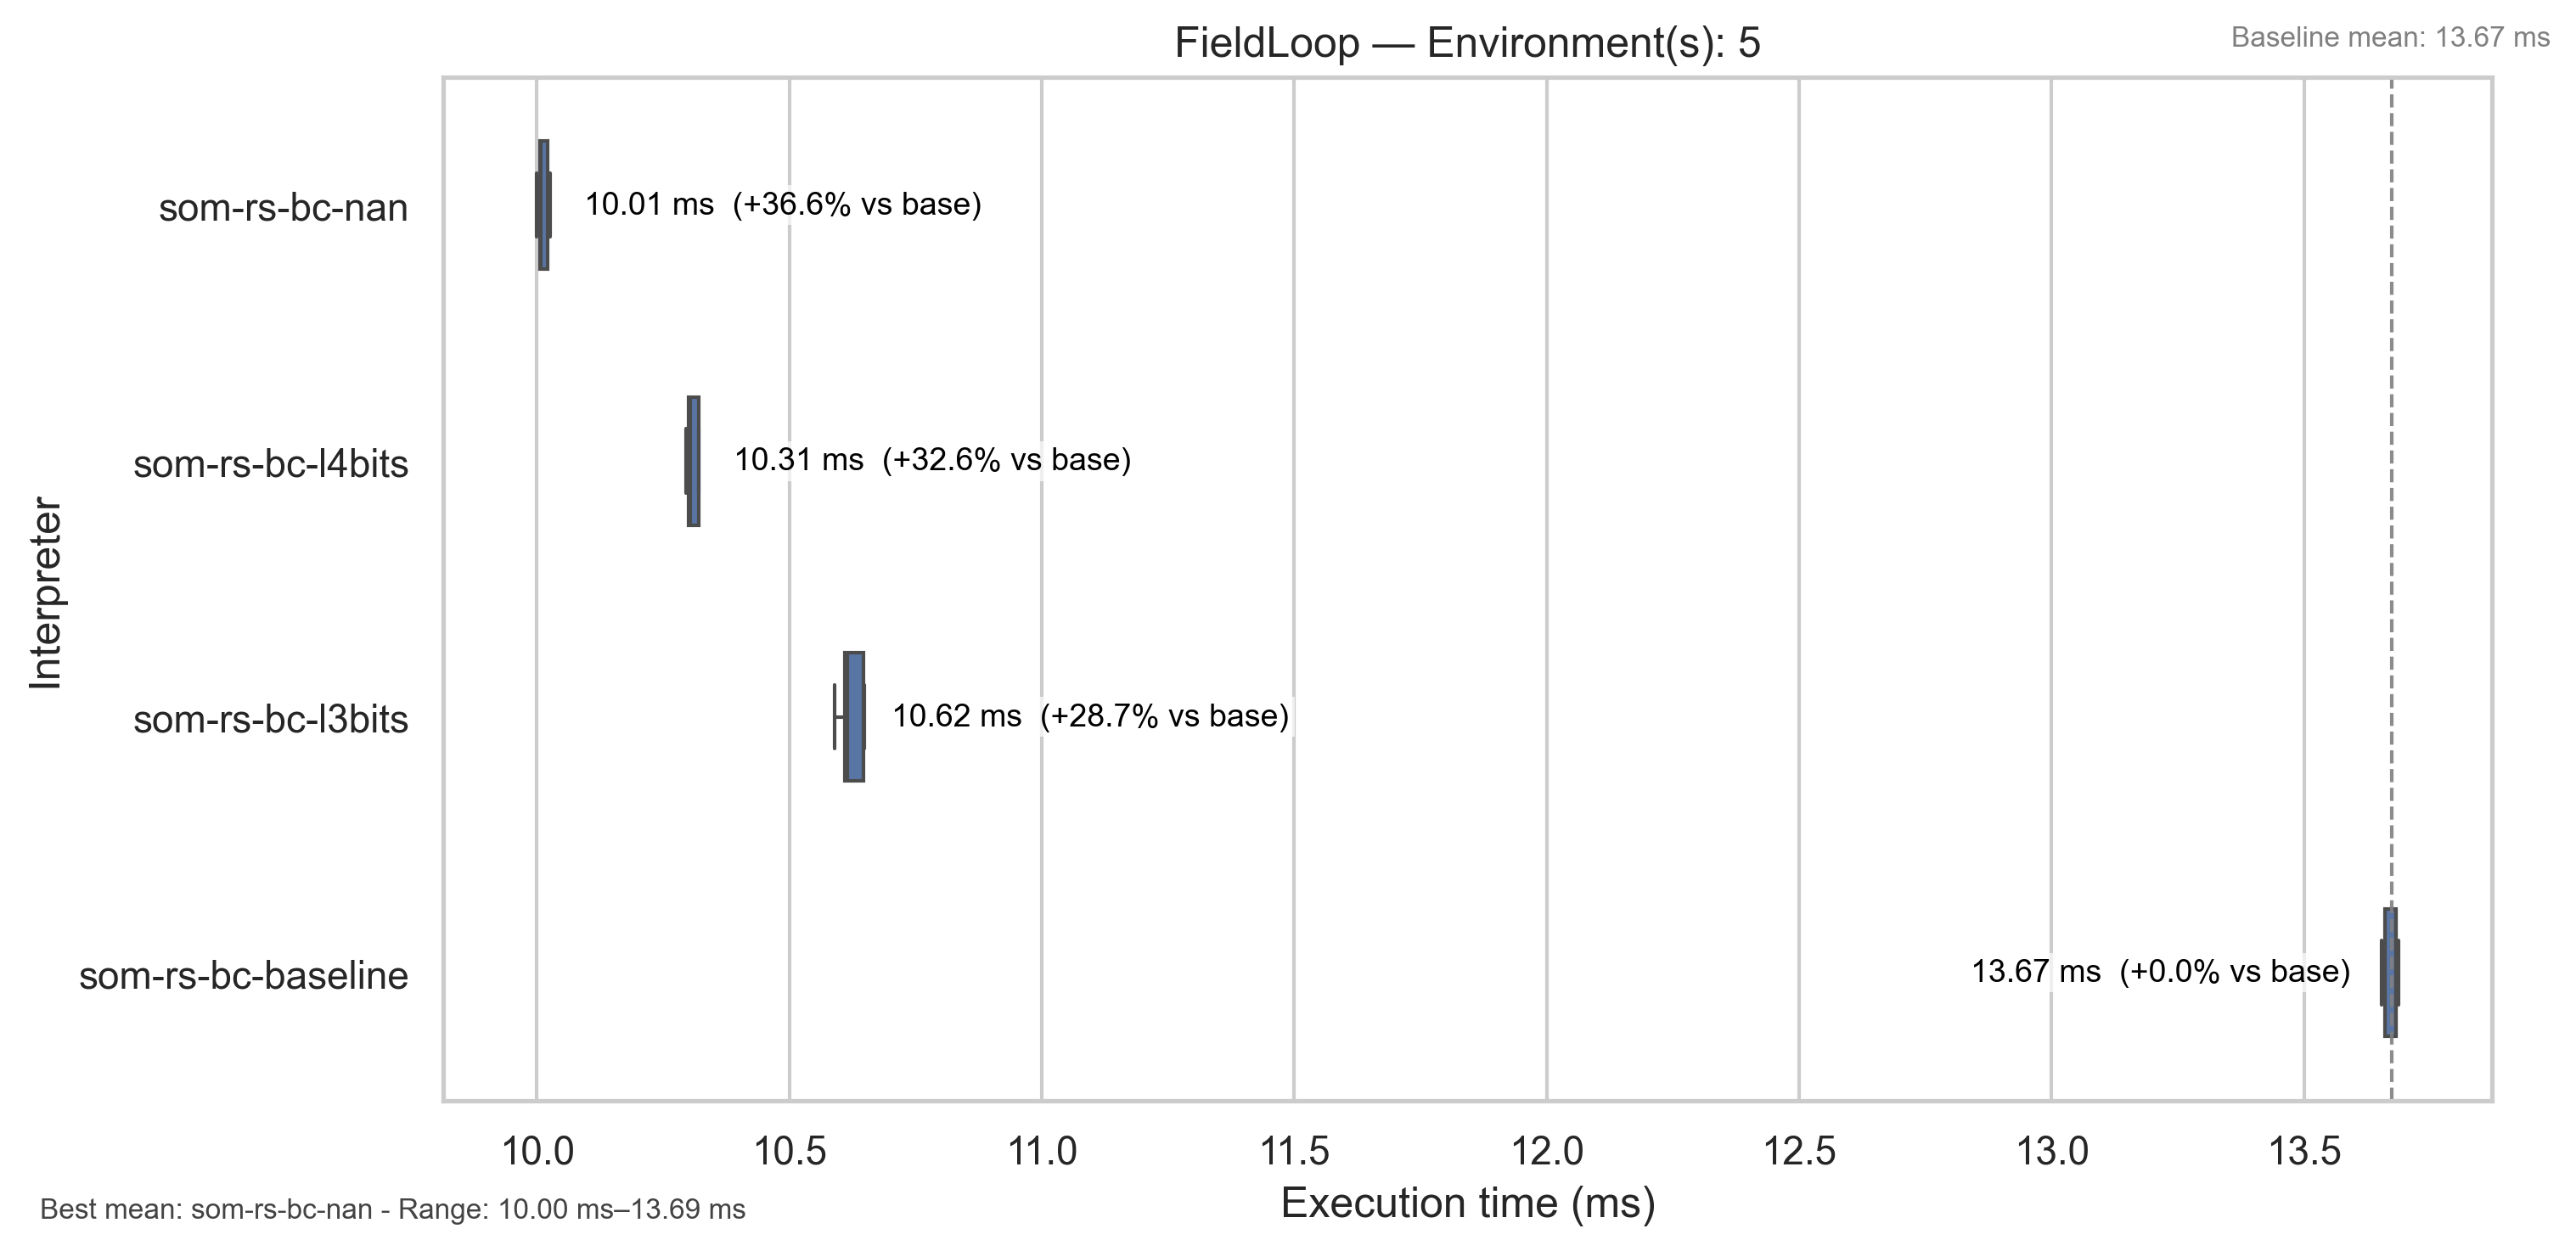 FieldLoop — Environment(s): 5
Baseline mean: 13.67 ms
Interpreter
som-rs-bc-nan
10.01 ms (+36.6% vs base)
som-rs-bc-l4bits
10.31 ms (+32.6% vs base)
som-rs-bc-l3bits
10.62 ms (+28.7% vs base)
som-rs-bc-baseline
13.67 ms (+0.0% vs base)
10.0 10.5 11.0 11.5 12.0 12.5 13.0 13.5
Execution time (ms)
Best mean: som-rs-bc-nan - Range: 10.00 ms–13.69 ms